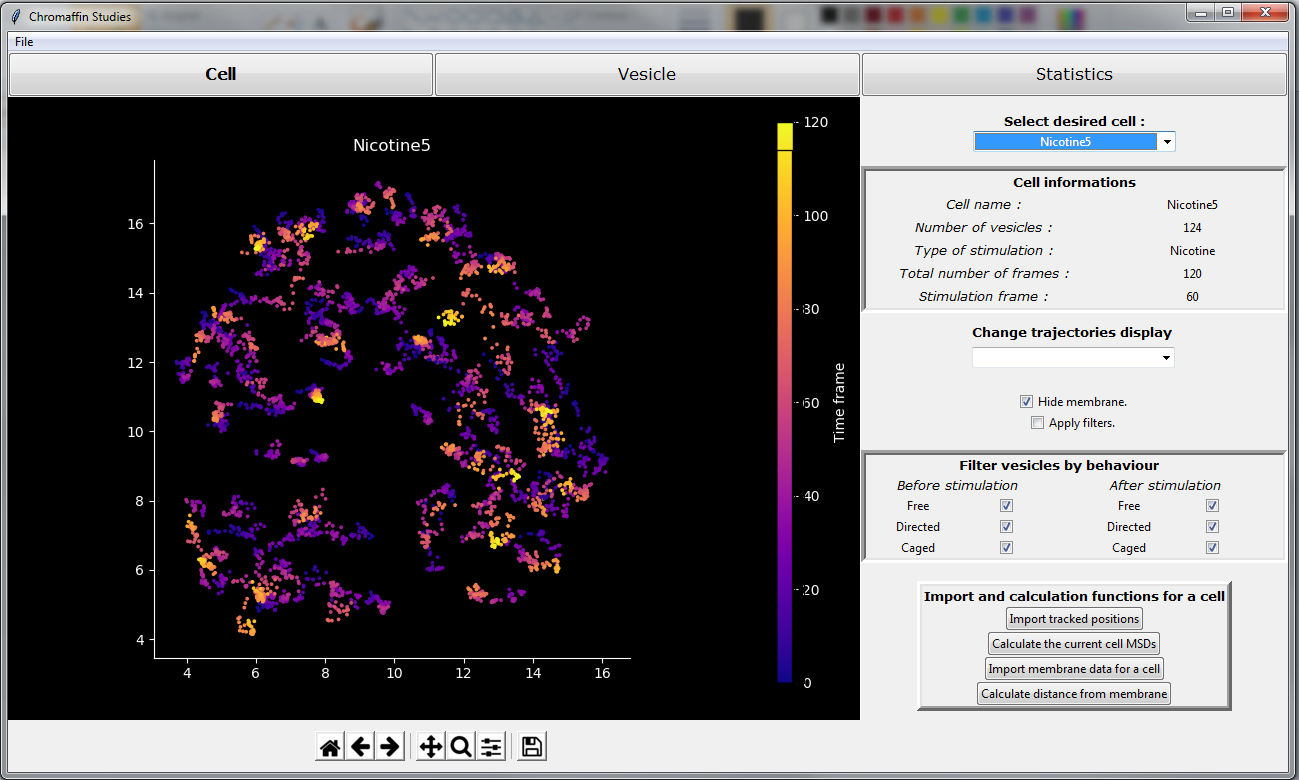 Chromaffin Studies
File
Cell Vesicle Statistics
Nicotine5
16
14
12
10
8
6
4
4 6 8 10 12 14 16
120
100
80
60
40
20
0
Time frame
Select desired cell :
Nicotine5
Cell informations
Cell name : Nicotine5
Number of vesicles : 124
Type of stimulation : Nicotine
Total number of frames : 120
Stimulation frame : 60
Change trajectories display
Hide membrane.
Apply filters.
Filter vesicles by behaviour
Before stimulation After stimulation
Free Free
Directed Directed
Caged Caged
Import and calculation functions for a cell
Import tracked positions
Calculate the current cell MSDs
Import membrane data for a cell
Calculate distance from membrane